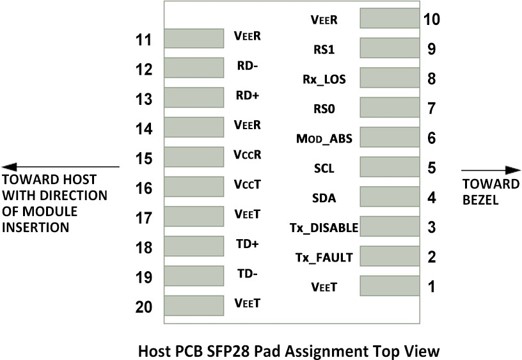 VEER 10
11 VEER
RS1 9
12 RD-
Rx_LOS 8
13 RD+
RS0 7
14 VEER
MOD_ABS 6
15 VCCR
SCL 5
TOWARD HOST
WITH DIRECTION
OF MODULE
INSERTION
TOWARD
BEZEL
16 VCCT
SDA 4
17 VEET
Tx_DISABLE 3
18 TD+
Tx_FAULT 2
19 TD-
VEET 1
20 VEET
Host PCB SFP28 Pad Assignment Top View